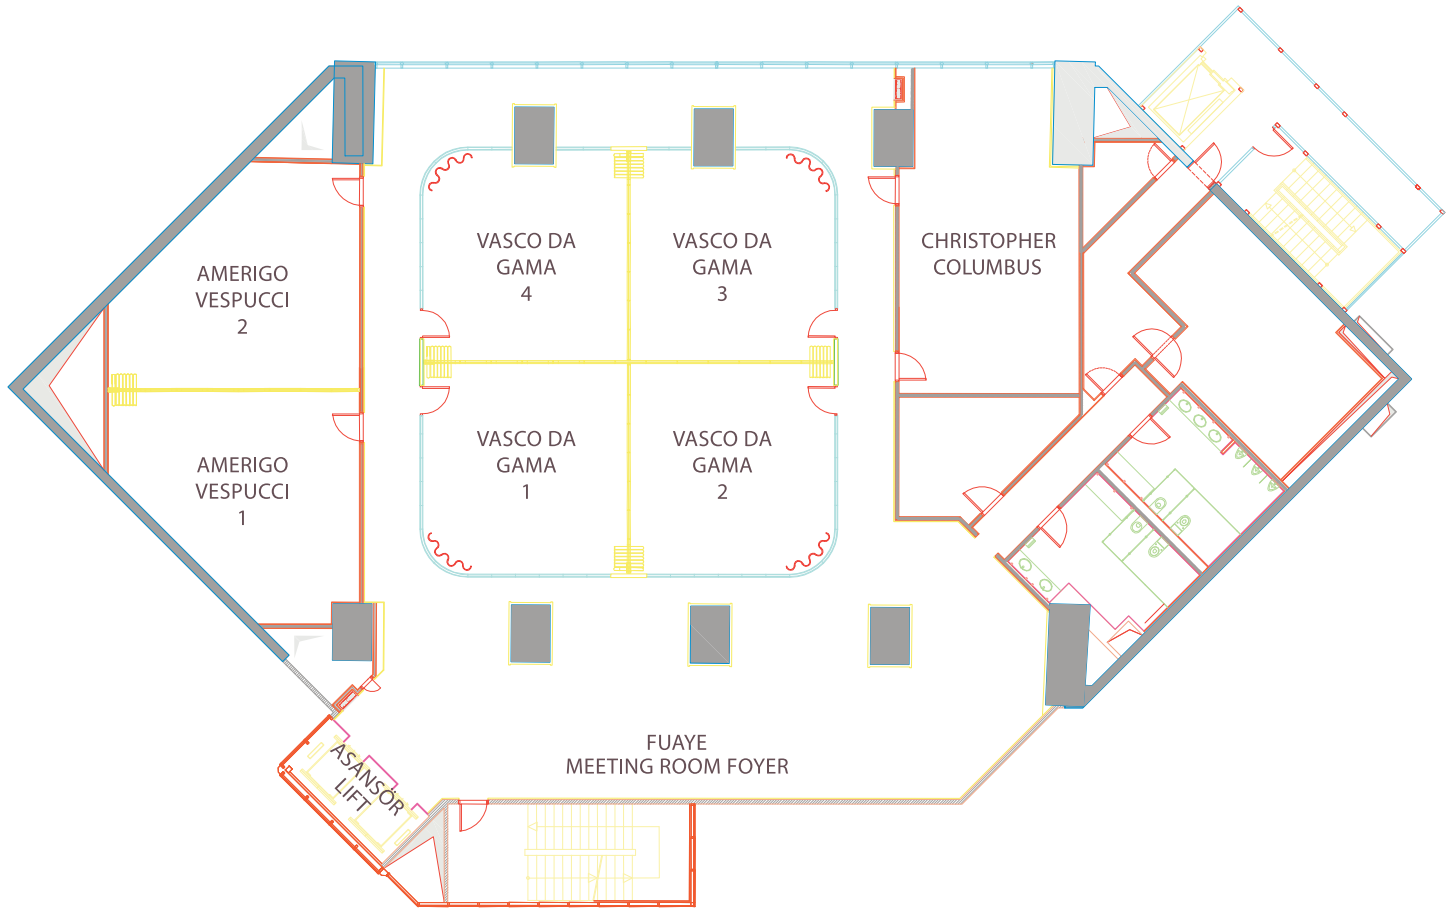 VASCO DA
GAMA
4
VASCO DA
GAMA
3
CHRISTOPHER
COLUMBUS
AMERIGO
VESPUCCI
2
VASCO DA
GAMA
1
VASCO DA
GAMA
2
AMERIGO
VESPUCCI
1
FUAYE
MEETING ROOM FOYER
ASANSÖR
LIFT